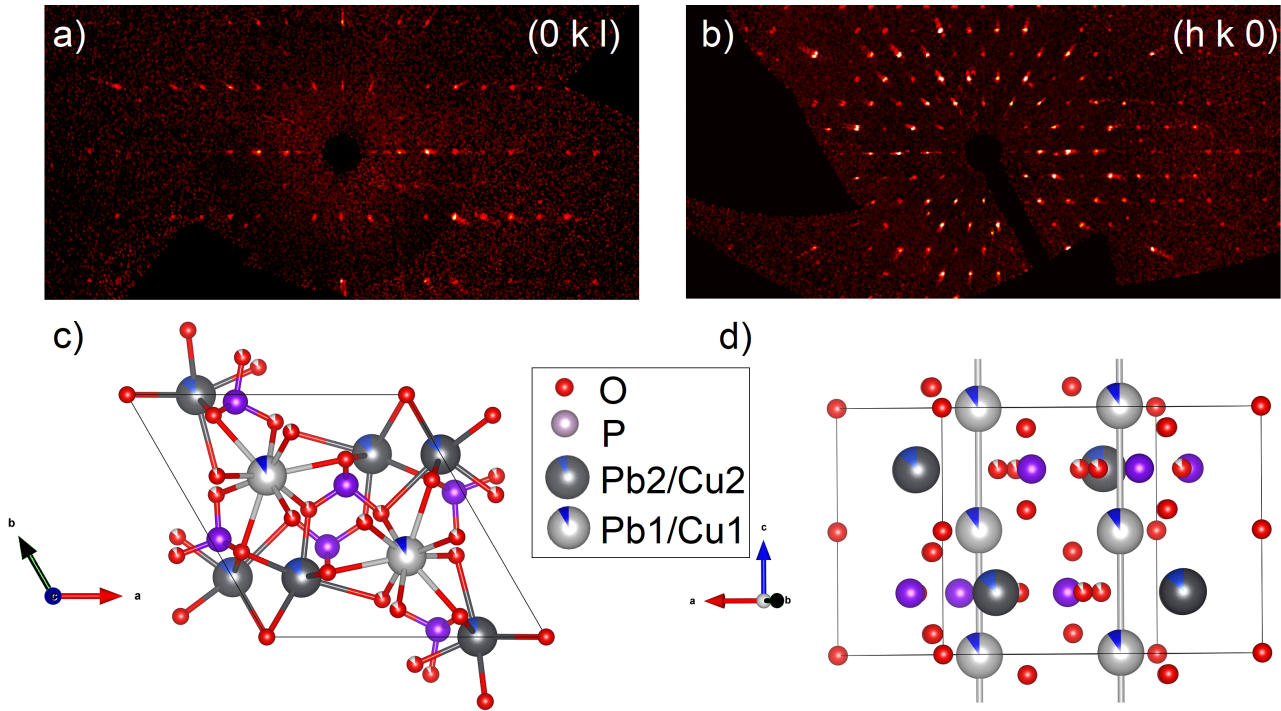 a)
(0 k l)
b)
(h k 0)
c)
d)
O
P
Pb2/Cu2
Pb1/Cu1
b
c
a
c
a
b